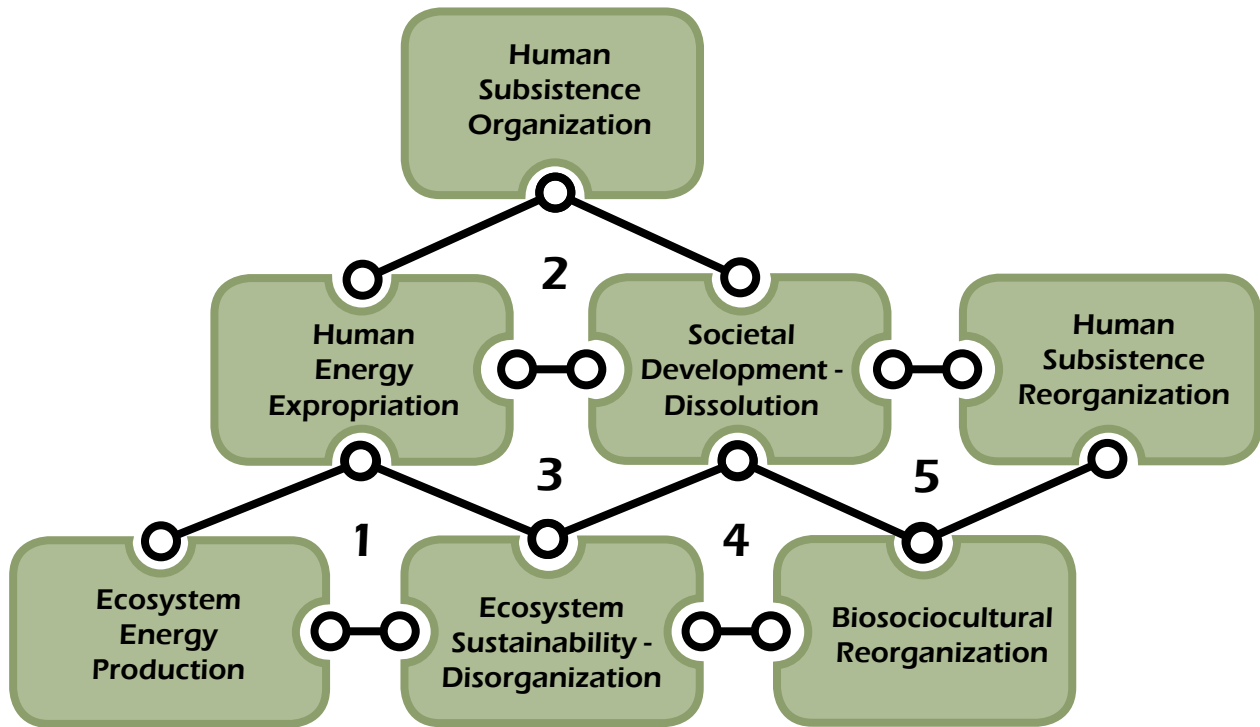 Human
Subsistence
Organization
2
Human
Energy
Expropriation
Societal
Development -
Dissolution
Human
Subsistence
Reorganization
3
5
1
4
Ecosystem
Energy
Production
Ecosystem
Sustainability -
Disorganization
Biosociocultural
Reorganization